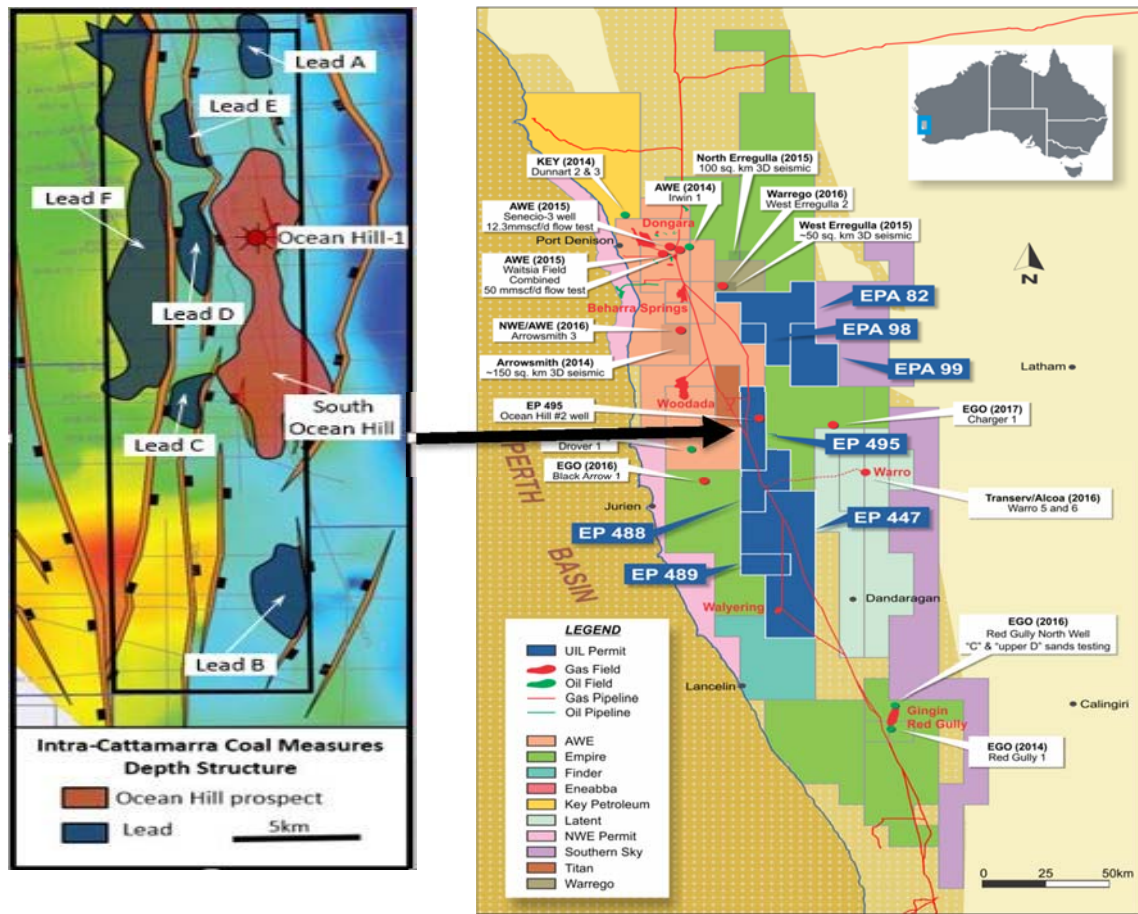 Lead A
Lead E
Lead F
Ocean Hill-1
Lead D
South
Ocean Hill
Lead C
Lead B
Intra-Cattamarra Coal Measures
Depth Structure
Ocean Hill prospect
Lead
5km
KEY (2014)
Dunnart 2 & 3
North Erregulla (2015)
100 sq. km 3D seismic
AWE (2014)
Irwin 1
Warrego (2016)
West Erregulla 2
AWE (2015)
Senecio-3 well
12.3mmscf/d flow test
Dongara
West Erregulla (2015)
~50 sq. km 3D seismic
Port Denison
AWE (2015)
Waitsia Field
Combined
50 mmscf/d flow test
N
EPA 82
Beharra Springs
EPA 98
NWE/AWE (2016)
Arrowsmith 3
EPA 99
Arrowsmith (2014)
~150 sq. km 3D seismic
Latham
Woodada
EP 495
Ocean Hill #2 well
EGO (2017)
Charger 1
EP 495
Drover 1
EGO (2016)
Black Arrow 1
Warro
Transerv/Alcoa (2016)
Warro 5 and 6
Jurien
EP 447
EP 488
PERTH
BASIN
EP 489
Dandaragan
Walyering
EGO (2016)
Red Gully North Well
"C" & "upper D" sands testing
Lancelin
Calingiri
Gingin
Red Gully
EGO (2014)
Red Gully 1
LEGEND
UIL Permit
Gas Field
Oil Field
Gas Pipeline
Oil Pipeline
AWE
Empire
Finder
Eneabba
Key Petroleum
Latent
NWE Permit
Southern Sky
Titan
Warrego
0 25 50km